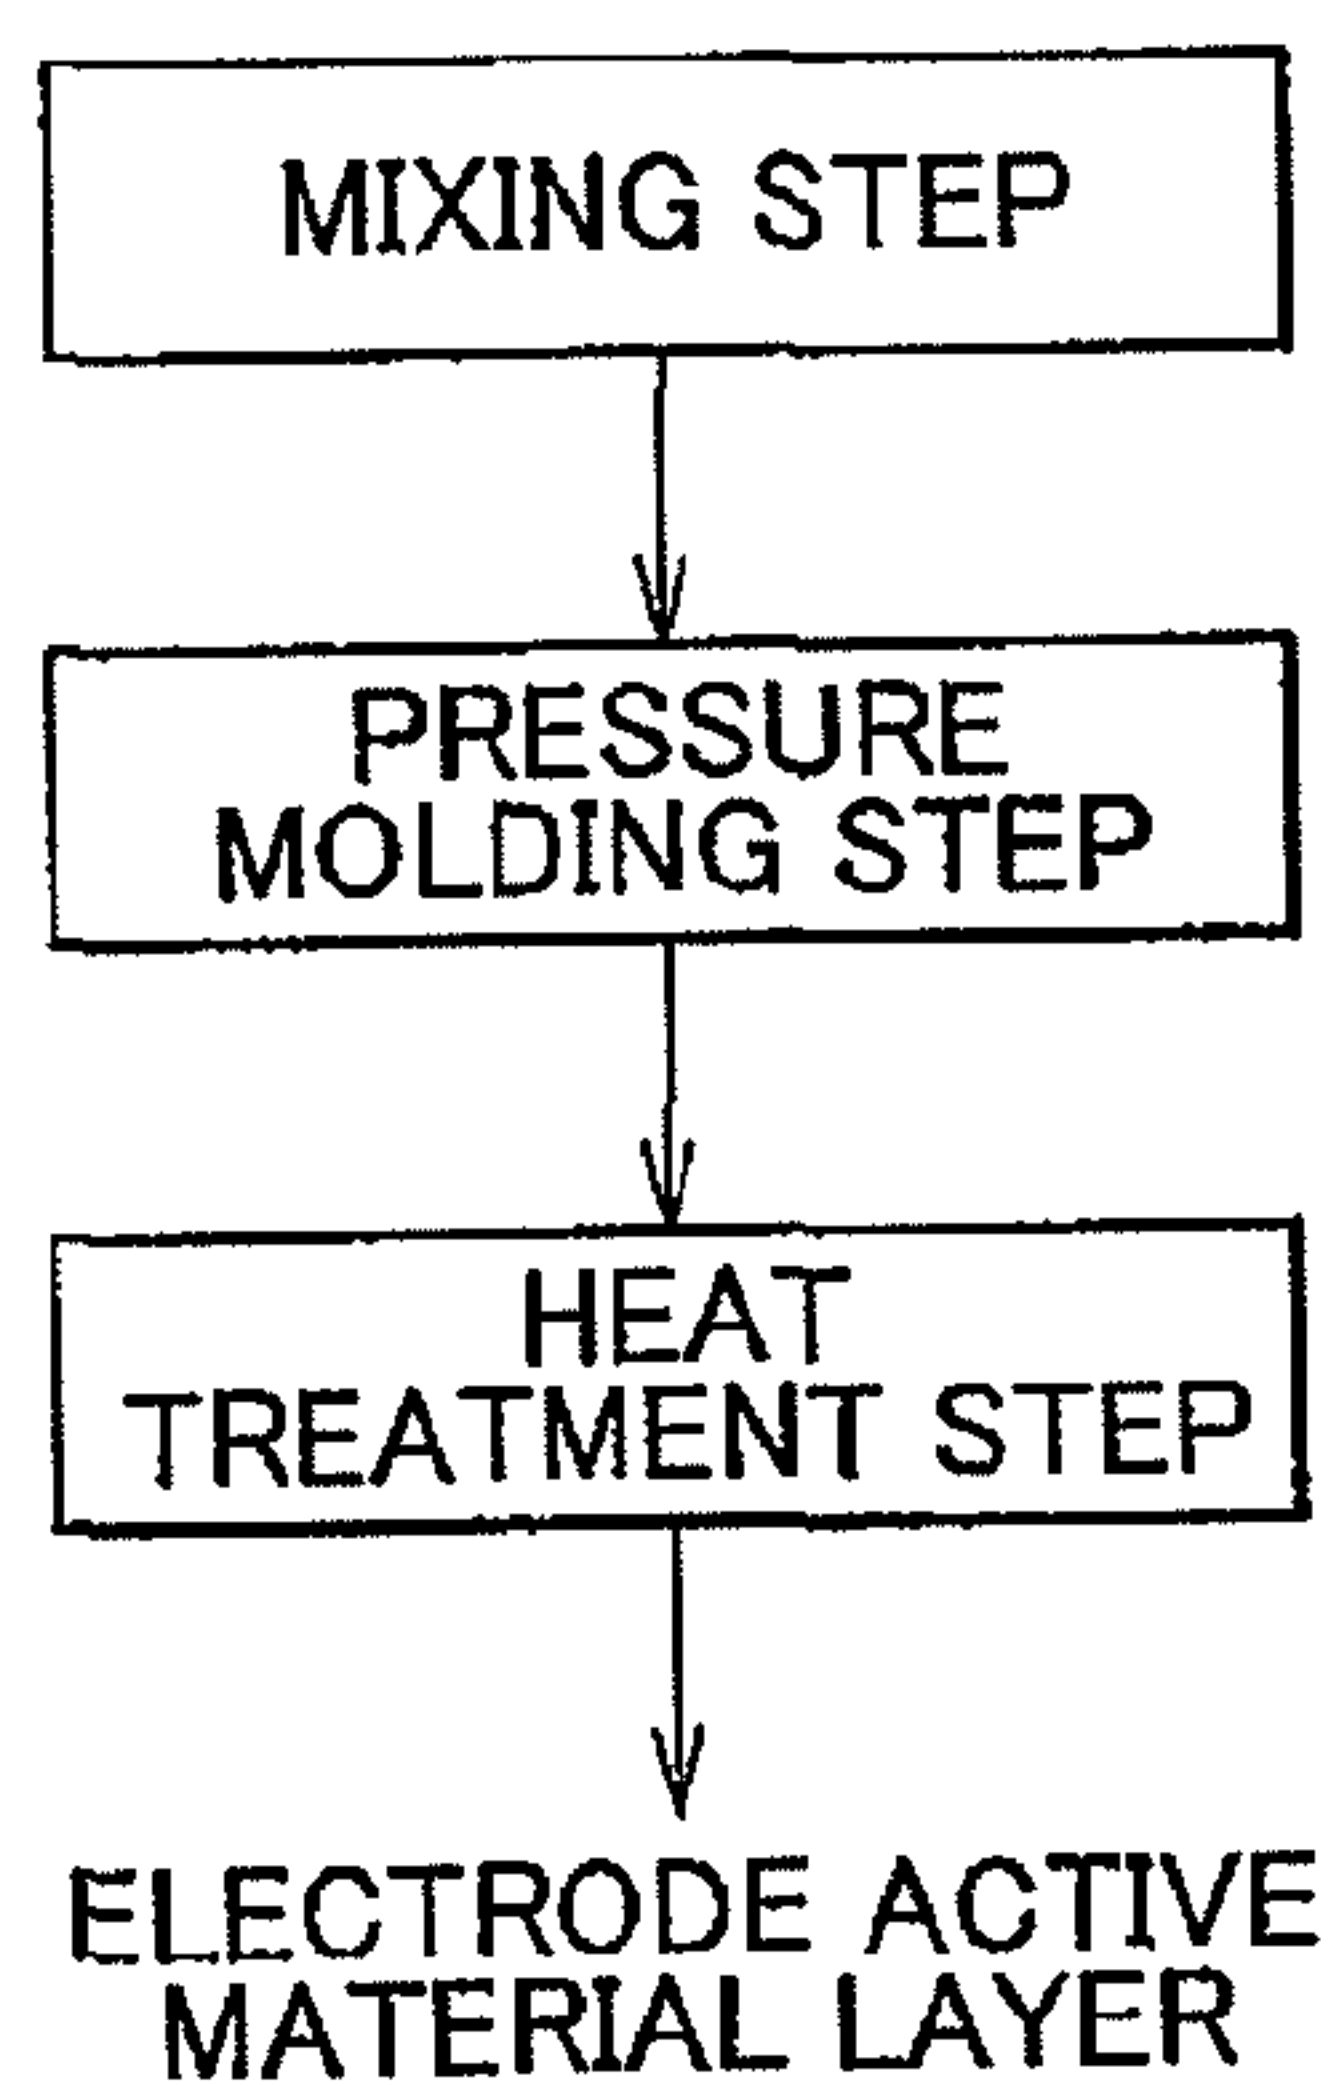 MIXING STEP
PRESSURE
MOLDING STEP
HEAT
TREATMENT STEP
ELECTRODE ACTIVE
MATERIAL LAYER